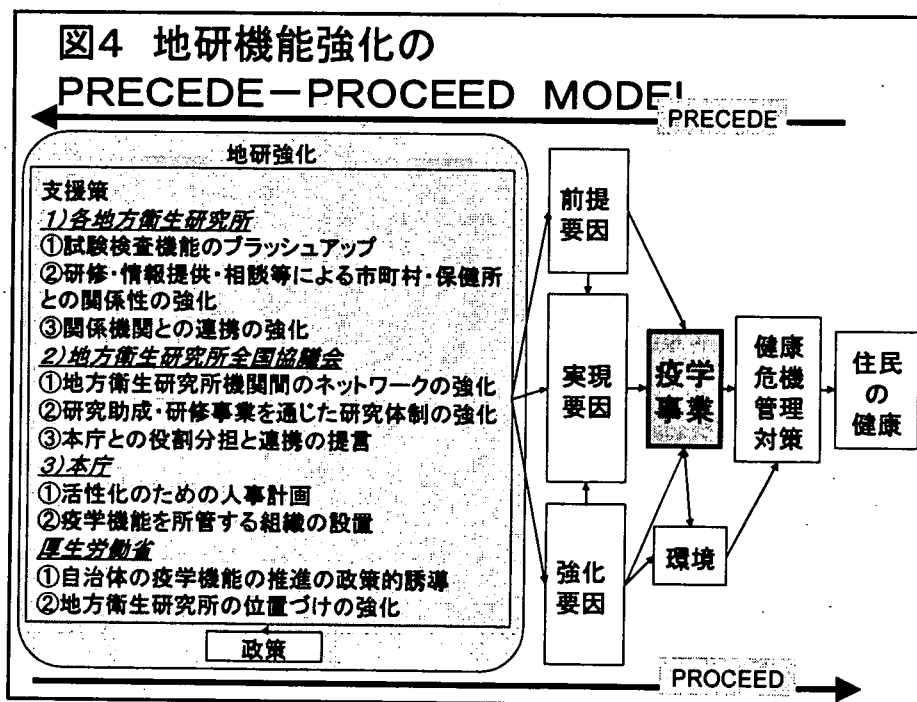 図4 地研機能強化の
PRECEDE－PROCEED MODEL
PRECEDE
地研強化
支援策
1)各地方衛生研究所
①試験検査機能のブラッシュアップ
②研修・情報提供・相談等による市町村・保健所
との関係性の強化
③関係機関との連携の強化
2)地方衛生研究所全国協議会
①地方衛生研究所機関間のネットワークの強化
②研究助成・研修事業を通じた研究体制の強化
③本庁との役割分担と連携の提言
3)本庁
①活性化のための人事計画
②疫学機能を所管する組織の設置
厚生労働省
①自治体の疫学機能の推進の政策的誘導
②地方衛生研究所の位置づけの強化
政策
前提
要因
実現
要因
強化
要因
疫学
事業
環境
健康
危機
管理
対策
住民
の
健康
PROCEED